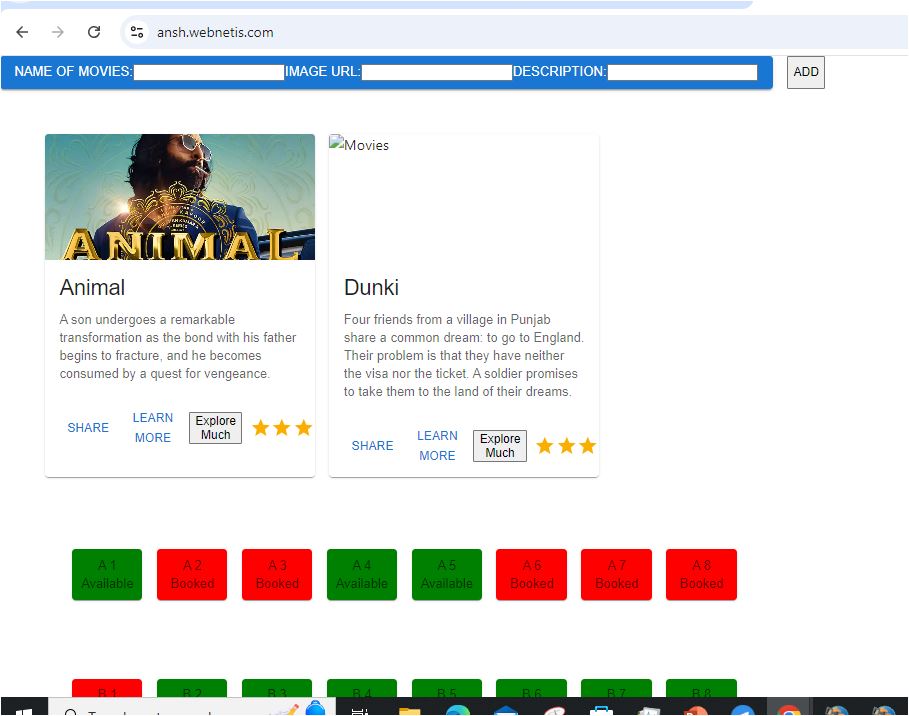 ansh.webnetis.com
NAME OF MOVIES: IMAGE URL: DESCRIPTION: ADD
ANIMAL
Movies
Animal
A son undergoes a remarkable
transformation as the bond with his father
begins to fracture, and he becomes
consumed by a quest for vengeance.
SHARE
LEARN
MORE
Explore
Much
Dunki
Four friends from a village in Punjab
share a common dream: to go to England.
Their problem is that they have neither
the visa nor the ticket. A soldier promises
to take them to the land of their dreams.
SHARE
LEARN
MORE
Explore
Much
A 1
Available
A 2
Booked
A 3
Booked
A 4
Available
A 5
Available
A 6
Booked
A 7
Booked
A 8
Booked
B 1
B 2
B 3
B 4
B 5
B 6
B 7
B 8